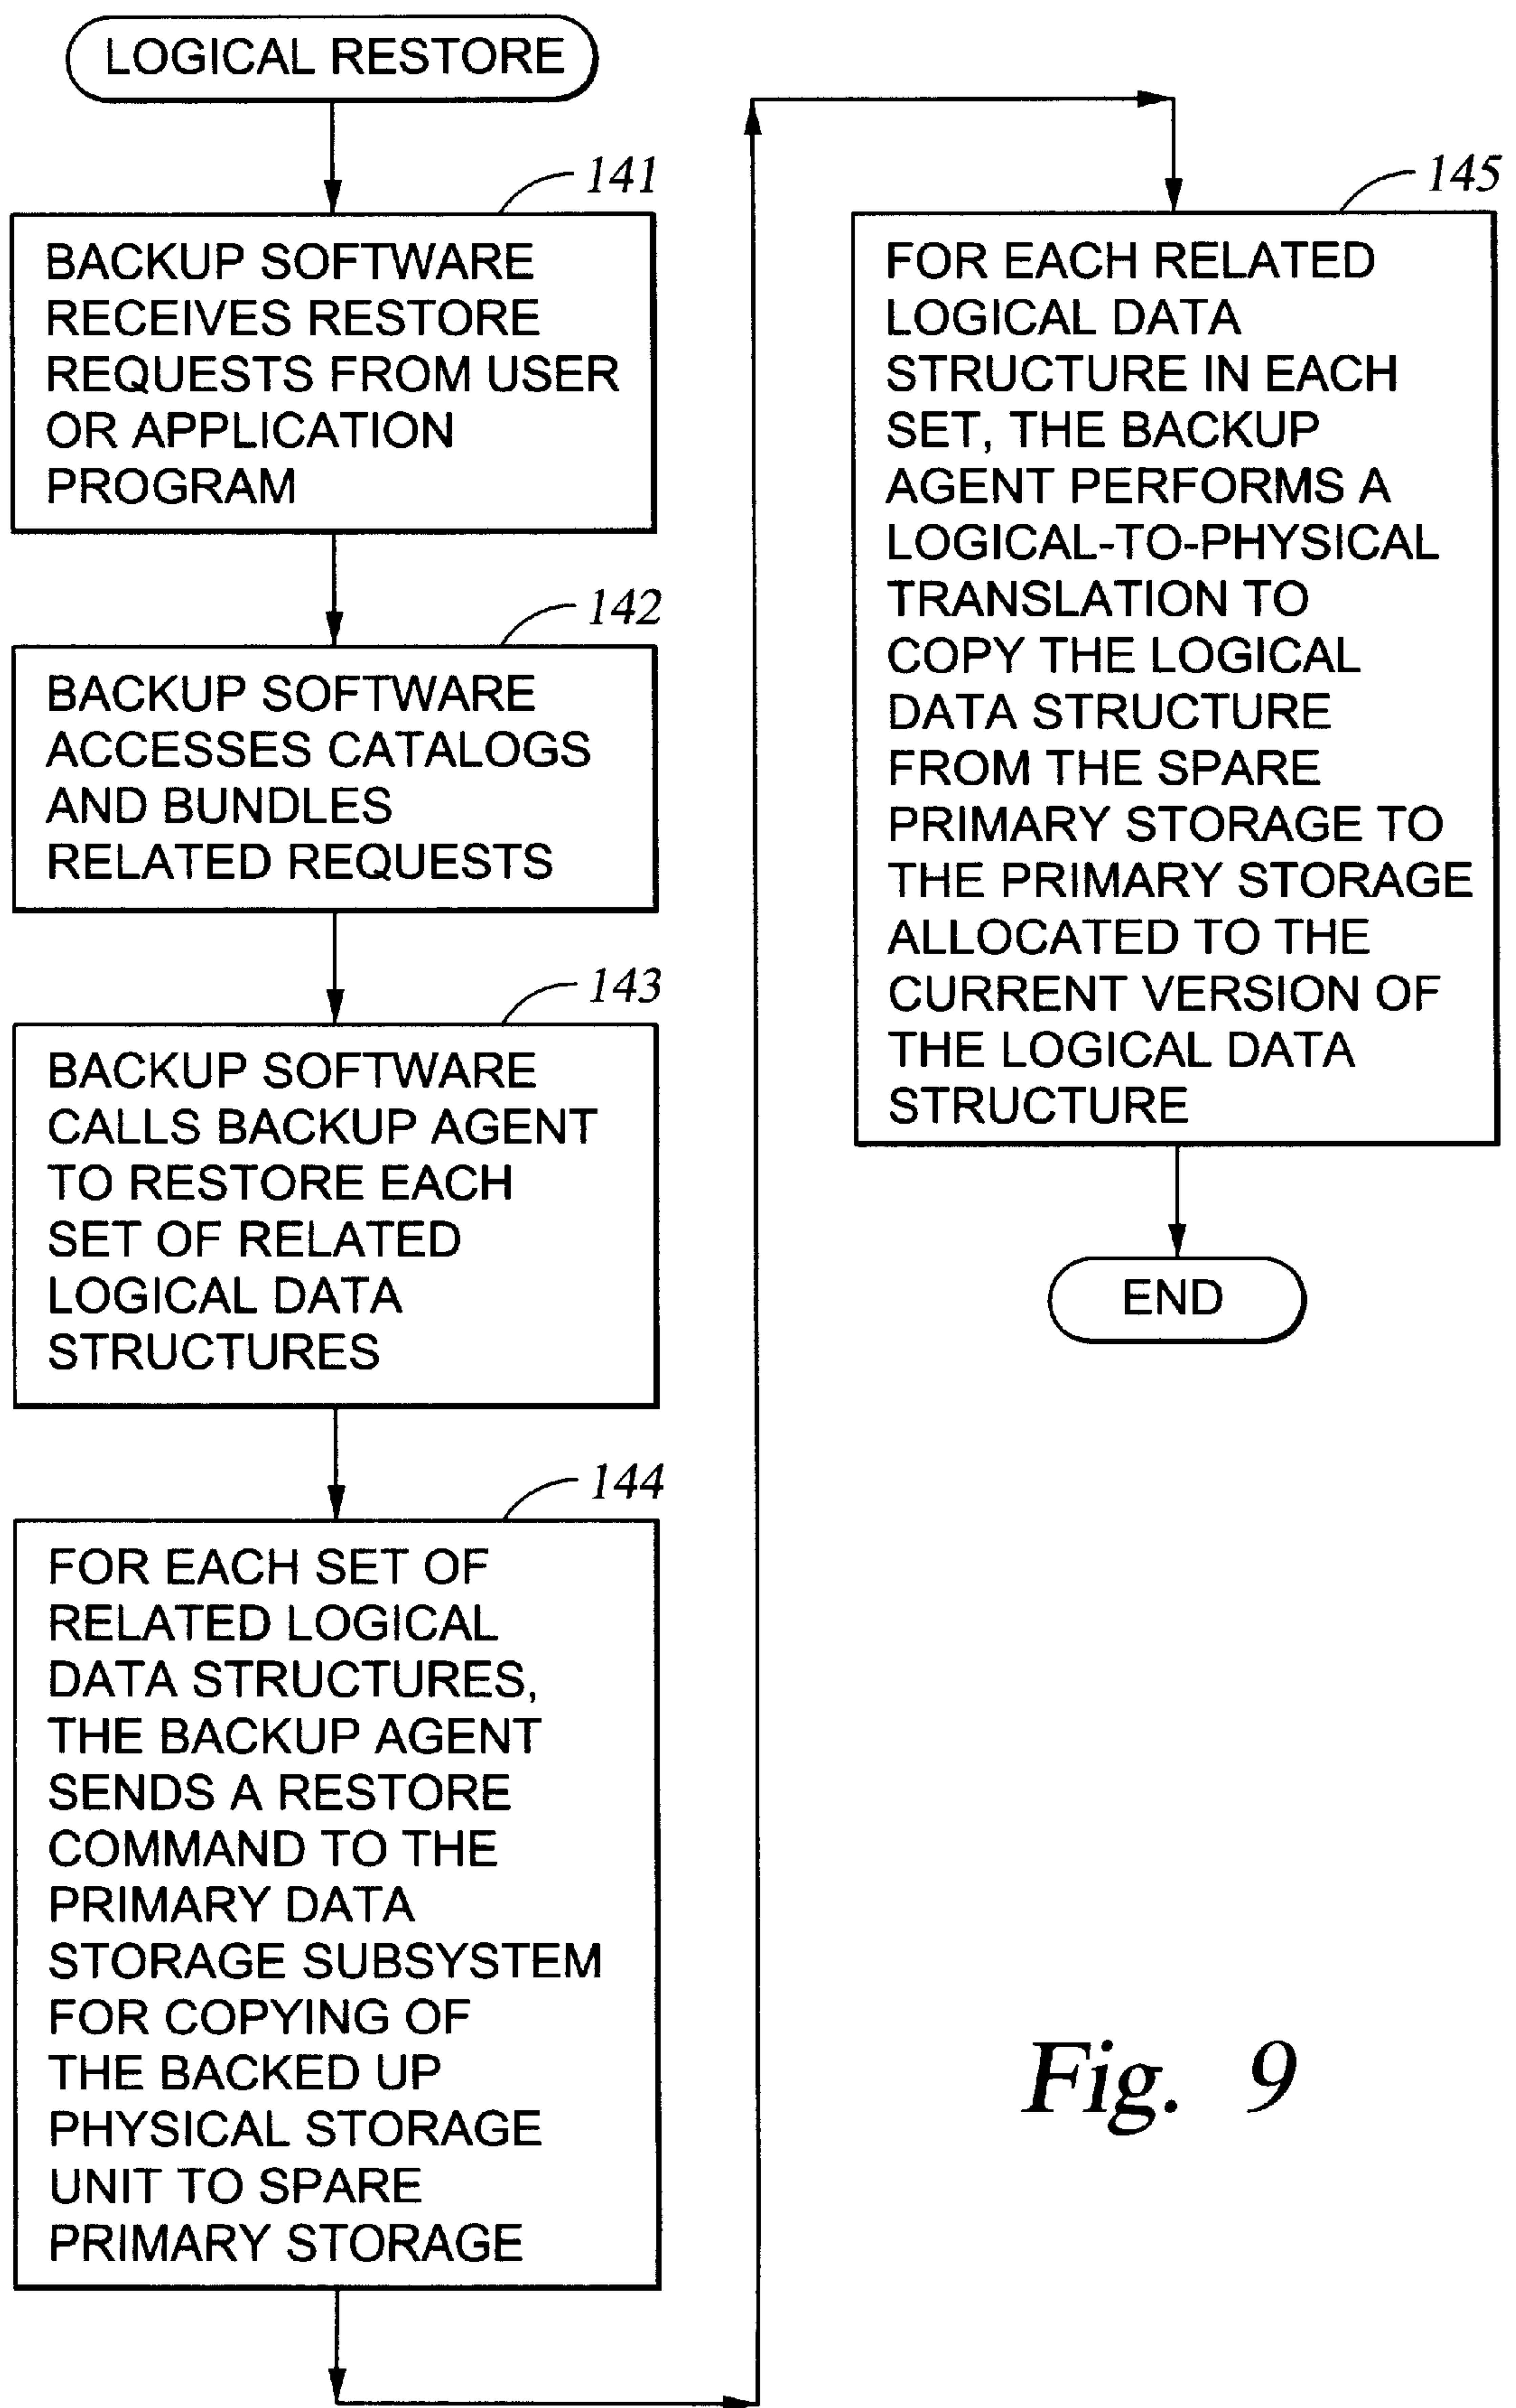 LOGICAL RESTORE
141
BACKUP SOFTWARE
RECEIVES RESTORE
REQUESTS FROM USER
OR APPLICATION
PROGRAM
142
BACKUP SOFTWARE
ACCESSES CATALOGS
AND BUNDLES
RELATED REQUESTS
143
BACKUP SOFTWARE
CALLS BACKUP AGENT
TO RESTORE EACH
SET OF RELATED
LOGICAL DATA
STRUCTURES
144
FOR EACH SET OF
RELATED LOGICAL
DATA STRUCTURES,
THE BACKUP AGENT
SENDS A RESTORE
COMMAND TO THE
PRIMARY DATA
STORAGE SUBSYSTEM
FOR COPYING OF
THE BACKED UP
PHYSICAL STORAGE
UNIT TO SPARE
PRIMARY STORAGE
145
FOR EACH RELATED
LOGICAL DATA
STRUCTURE IN EACH
SET, THE BACKUP
AGENT PERFORMS A
LOGICAL-TO-PHYSICAL
TRANSLATION TO
COPY THE LOGICAL
DATA STRUCTURE
FROM THE SPARE
PRIMARY STORAGE TO
THE PRIMARY STORAGE
ALLOCATED TO THE
CURRENT VERSION OF
THE LOGICAL DATA
STRUCTURE
END
Fig. 9